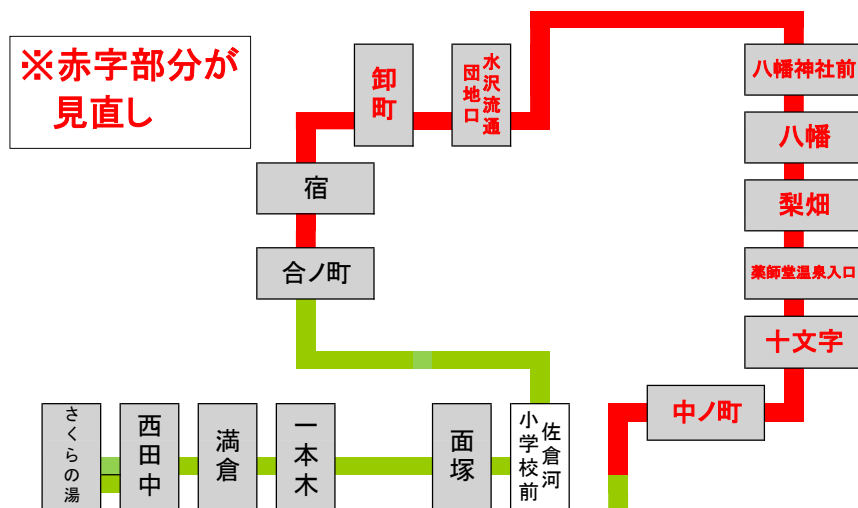 ※赤字部分が
見直し
卸町
水沢流通
団地口
八幡神社前
八幡
梨畑
薬師堂温泉入口
十文字
中ノ町
宿
合ノ町
さくらの湯
西田中
満倉
一本木
面塚
佐倉河
小学校前